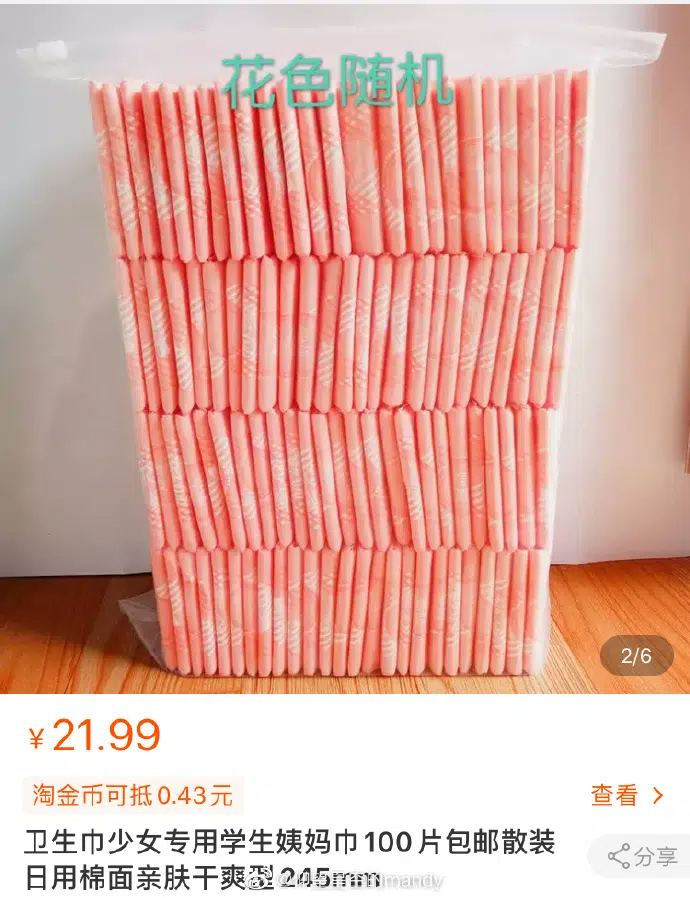 花色随机
2/6
¥21.99
淘金币可抵0.43元
查看
卫生巾少女专用学生姨妈巾100片包邮散装
分享
日用棉面亲肤干爽型245mm